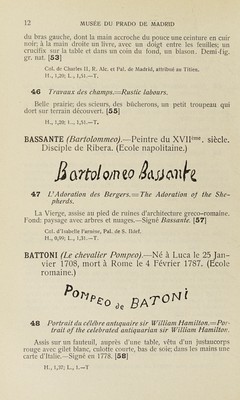 12 MUSÉE DU PRADO DE MADRID
du bras gauche, dont la main accroche du pouce une ceinture en cuir
noir; à la main droite un livre, avec un doigt entre les feuilles; un
crucifix sur la table et dans un coin du fond, un blason. Demi-fig.
gr. nat. [53]
Col. de Charles II, R. Alc. et Pal. de Madrid, attribué au Titien.
H., 1,20; L., 1,31.—T.
46 Travaux des champs.=Rustic labours.
Belle prairie; des scieurs, des bûcherons, un petit troupeau qui
dort sur terrain découvert. [55]
H., 1,20; L., 1,51.—T.
BASSANTE (Bartolommeo).—Peintre du XVIIème. siècle.
Disciple de Ribera. (Ecole napolitaine.)
Bartolomeo Bassante
47 L'Adoration des Bergers.=The Adoration of the She-
pherds.
La Vierge, assise au pied de ruines d'architecture greco-romaine.
Fond: paysage avec arbres et nuages.—Signé Bassante. [57]
Col. d'Isabelle Farnèse, Pal. de S. Ildef.
H., 0,99; L., 1,31.—T.
BATTONI (Le chevalier Pompeo).—Né à Luca le 25 Jan-
vier 1708, mort à Rome le 4 Février 1787. (Ecole
romaine.)
POMPEO de BATONI
48 Portrait du célèbre antiquaire sir William Hamilton.=Por-
trait of the celebrated antiquarian sir William Hamilton.
Assis sur un fauteuil, auprès d'une table, vêtu d'un justaucorps
rouge avec gilet blanc, culotte courte, bas de soie; dans les mains une
carte d'Italie.—Signé en 1778. [58]
H., 1,27; L., 1.—T